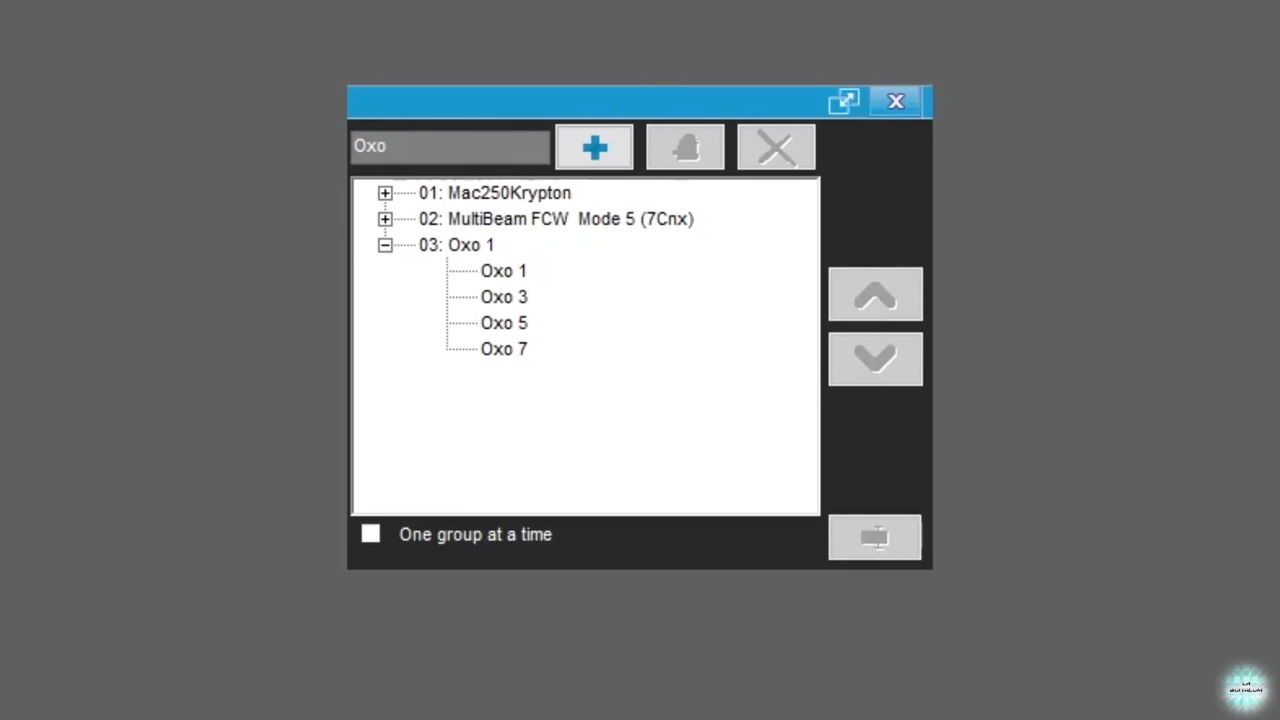 Oxo
01: Mac250Krypton
02: MultiBeam FCW  Mode 5 (7Cnx)
03: Oxo 1
Oxo 1
Oxo 3
Oxo 5
Oxo 7
One group at a time